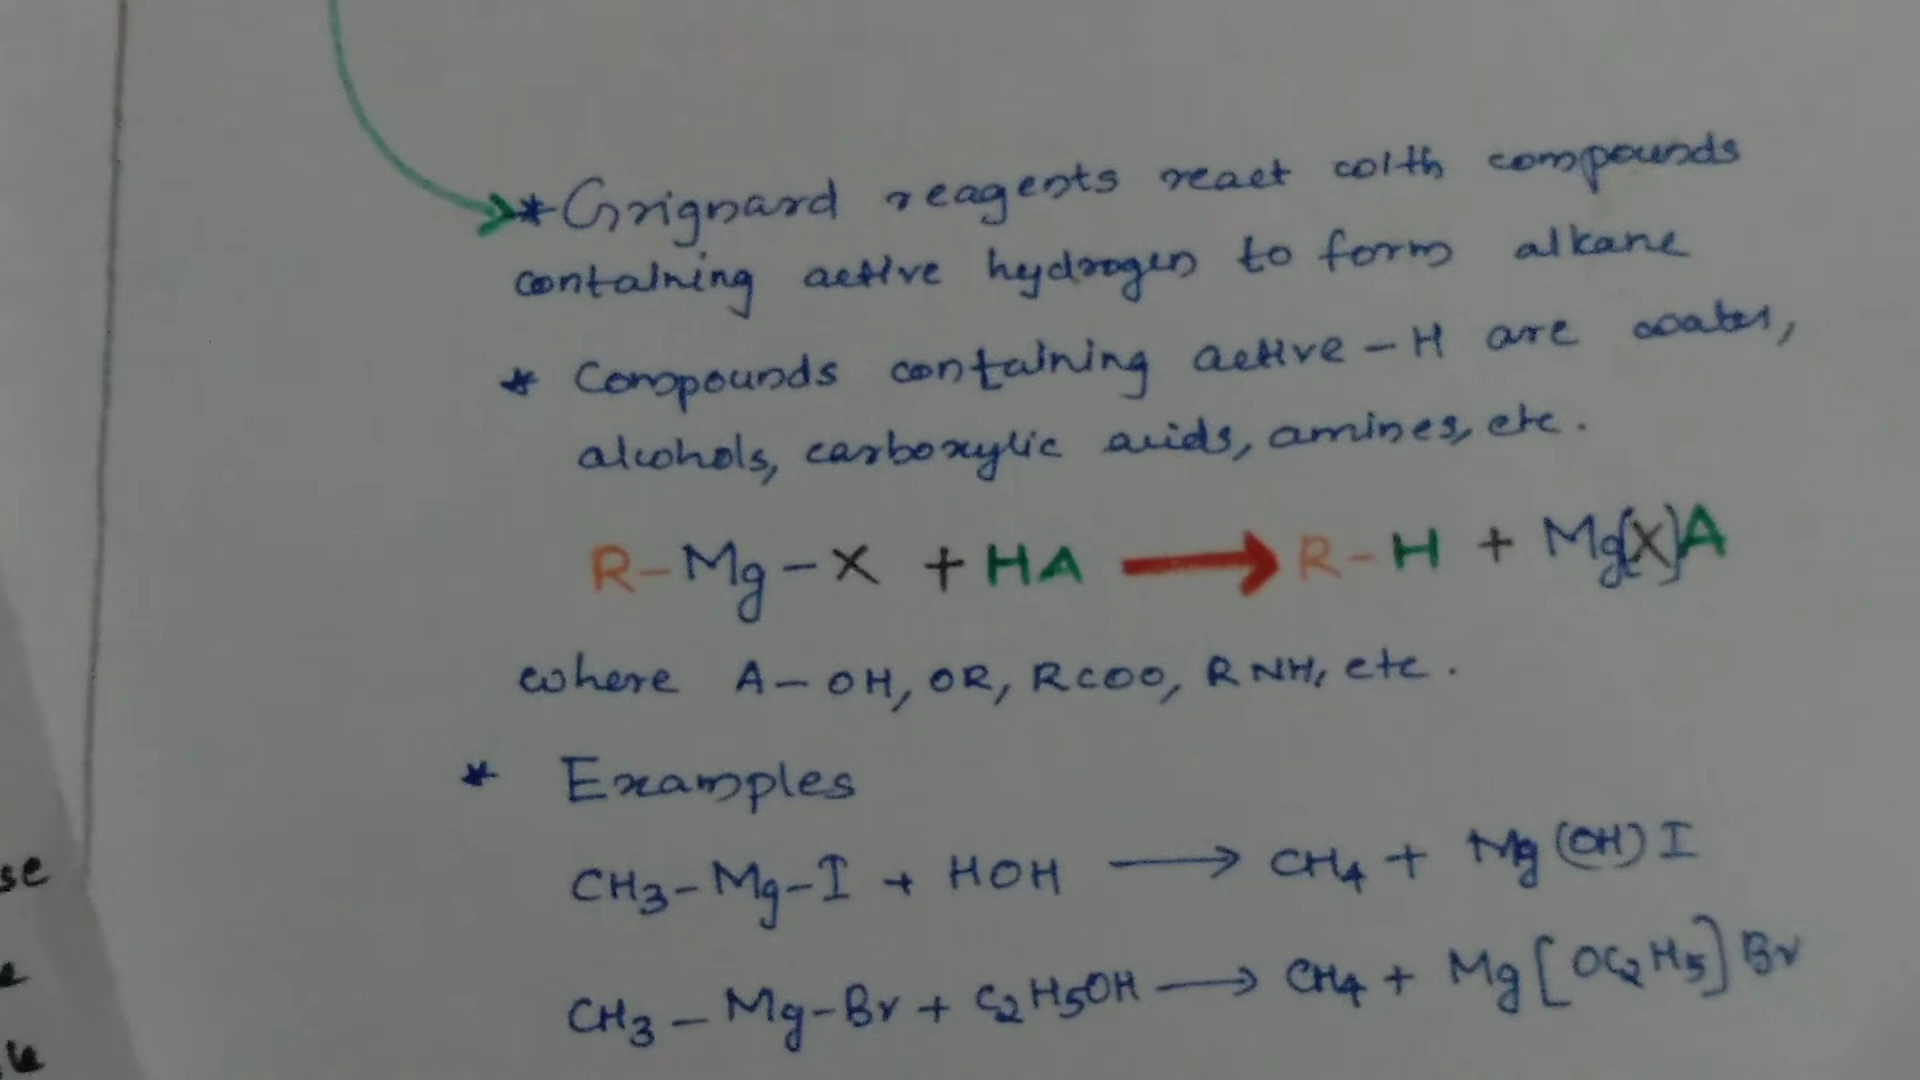 * Grignard reagents react with compounds
containing active hydrogen to form alkane
* Compounds containing active - H are water,
alcohols, carboxylic acids, amines, etc.
R-Mg-X + HA → R-H + Mg[X]A
where A - OH, OR, RCOO, RNH, etc.
* Examples
CH3-Mg-I + HOH → CH4 + Mg(OH)I
CH3-Mg-Br + C2H5OH → CH4 + Mg[OC2H5]Br
se